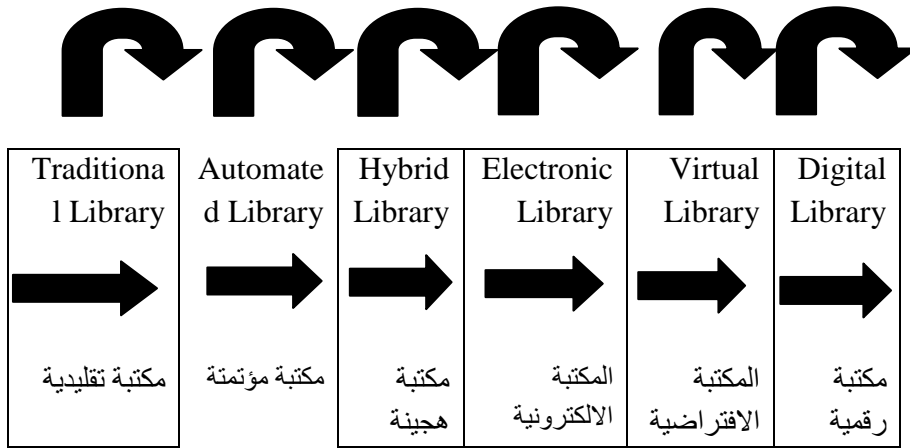 Traditiona
l Library
مكتبة تقليدية
Automate
d Library
مكتبة مؤتمتة
Hybrid
Library
مكتبة
هجينة
Electronic
Library
المكتبة
الالكترونية
Virtual
Library
المكتبة
الافتراضية
Digital
Library
مكتبة
رقمية